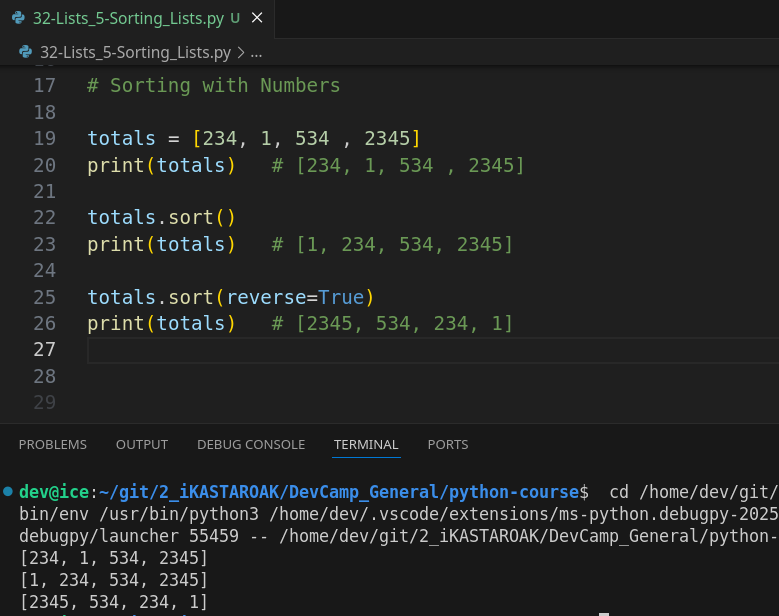 32-Lists_5-Sorting_Lists.py U ×
32-Lists_5-Sorting_Lists.py > ...
17 # Sorting with Numbers
18
19 totals = [234, 1, 534 , 2345]
20 print(totals)   # [234, 1, 534 , 2345]
21
22 totals.sort()
23 print(totals)   # [1, 234, 534, 2345]
24
25 totals.sort(reverse=True)
26 print(totals)   # [2345, 534, 234, 1]
27
28
29
PROBLEMS OUTPUT DEBUG CONSOLE TERMINAL PORTS
dev@ice:~/git/2_iKASTAROAK/DevCamp_General/python-course$  cd /home/dev/git/
bin/env /usr/bin/python3 /home/dev/.vscode/extensions/ms-python.debugpy-2025
debugpy/launcher 55459 -- /home/dev/git/2_iKASTAROAK/DevCamp_General/python-
[234, 1, 534, 2345]
[1, 234, 534, 2345]
[2345, 534, 234, 1]